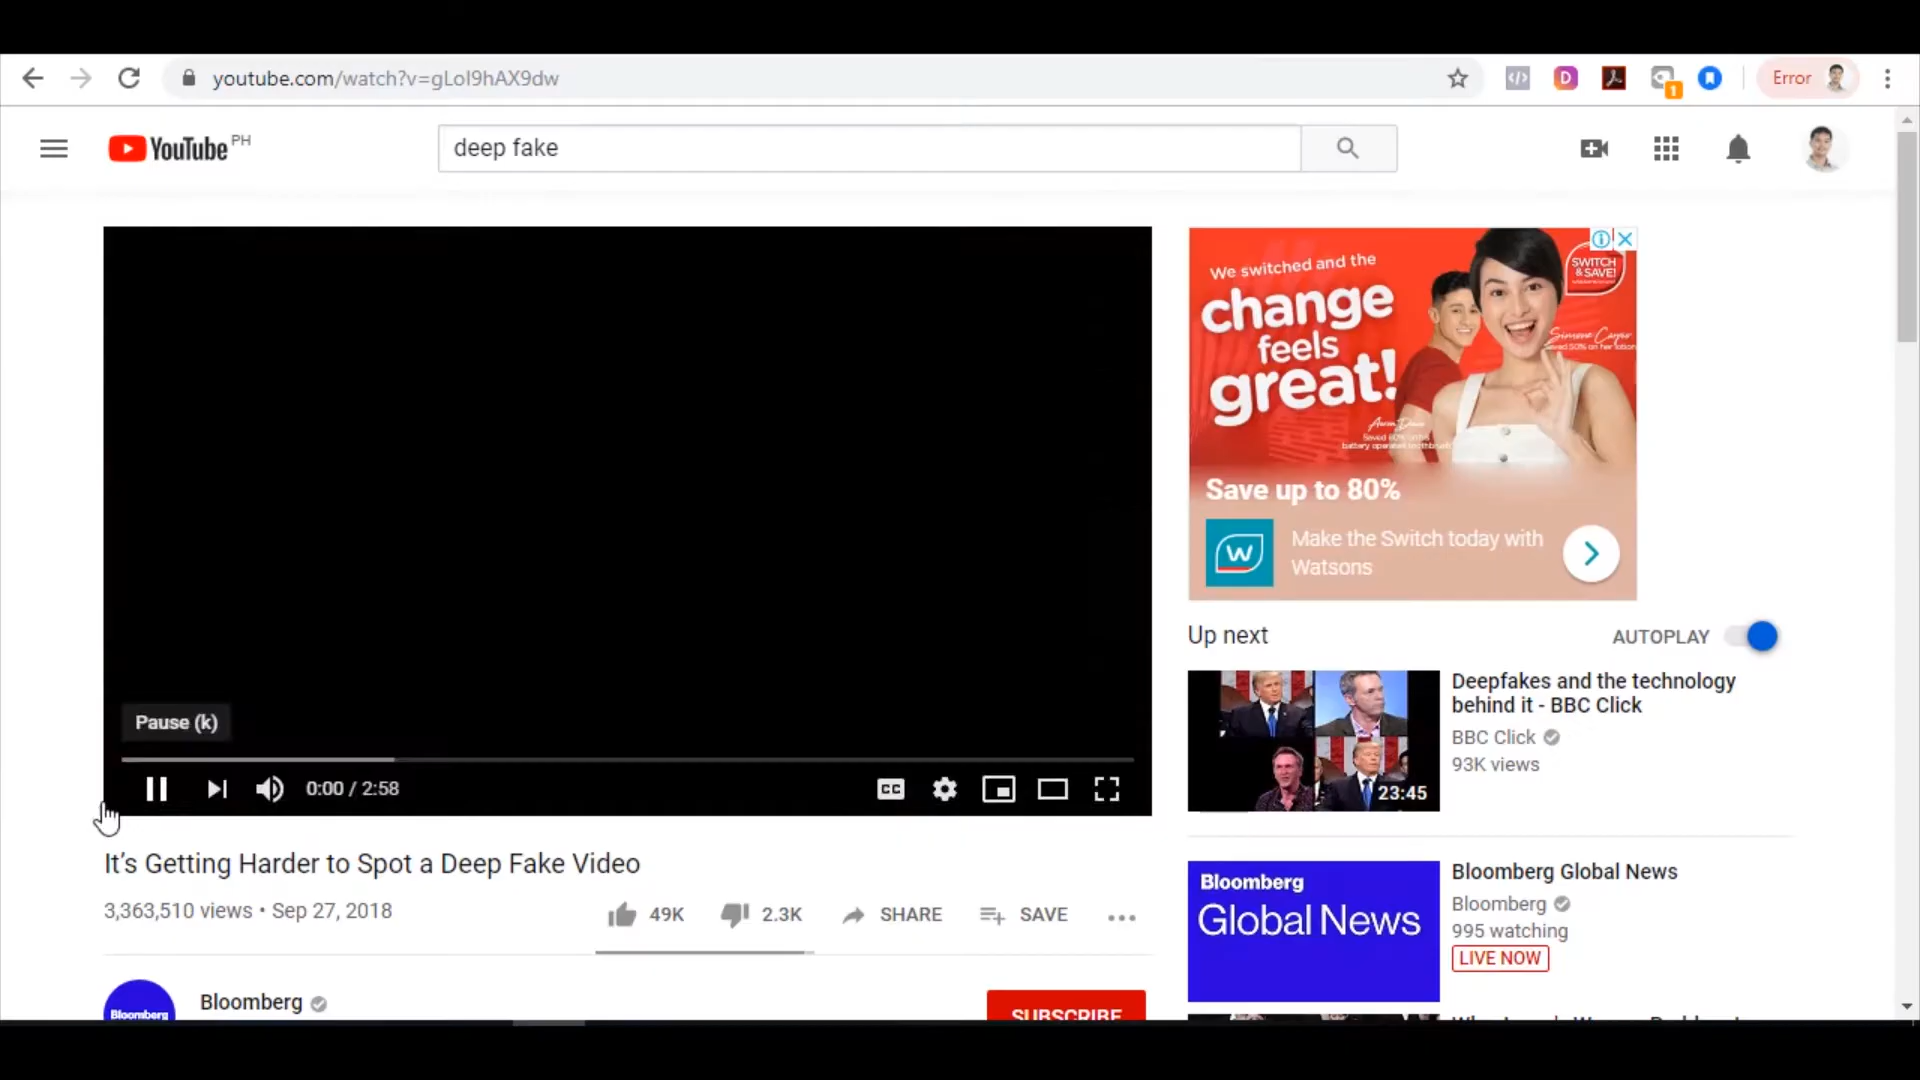 youtube.com/watch?v=gLoI9hAX9dw
1
Error
YouTube PH
deep fake
We switched and the
change
feels
great!
SWITCH
& SAVE!
Save up to 80%
W
Make the Switch today with
Watsons
Pause (k)
0:00 / 2:58
CC
It's Getting Harder to Spot a Deep Fake Video
3,363,510 views • Sep 27, 2018
49K
2.3K
SHARE
SAVE
Bloomberg
Bloomberg
SUBSCRIBE
Up next
AUTOPLAY
23:45
Deepfakes and the technology
behind it - BBC Click
BBC Click
93K views
Bloomberg
Global News
Bloomberg Global News
Bloomberg
995 watching
LIVE NOW